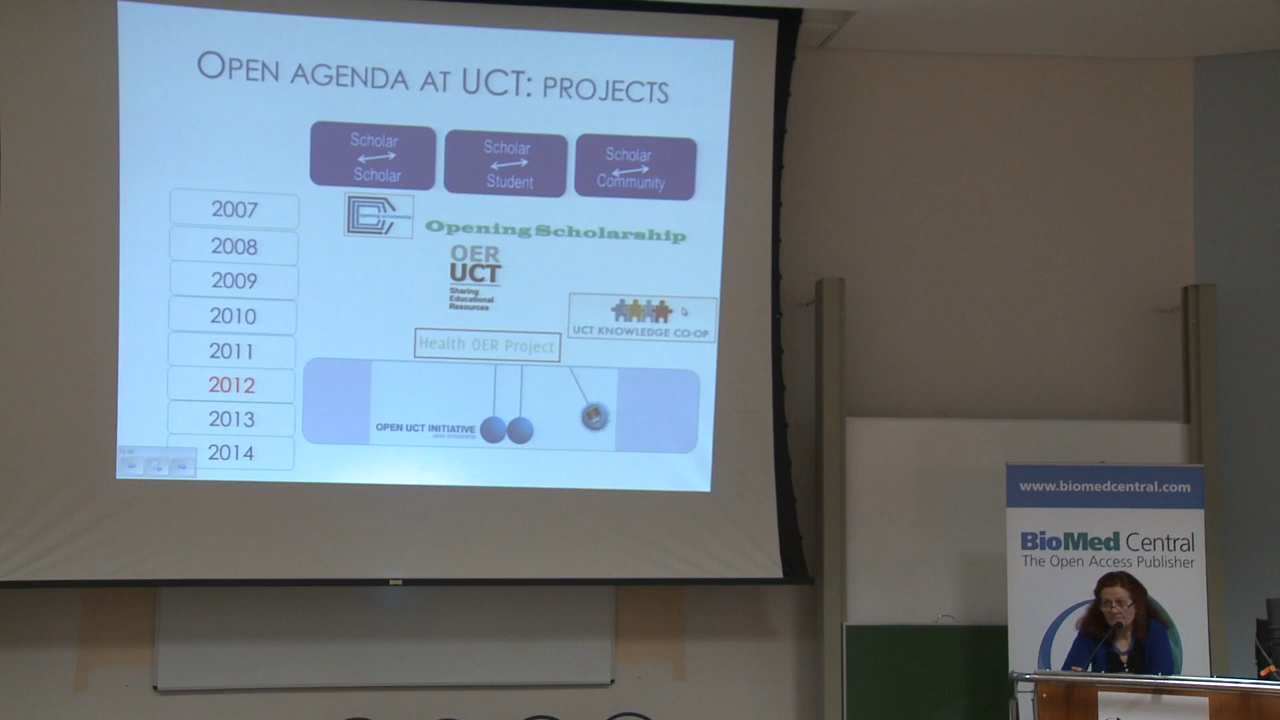 OPEN AGENDA AT UCT: PROJECTS
Scholar
Scholar
Scholar
Student
Scholar
Community
2007
2008
2009
2010
2011
2012
2013
2014
OpeningScholarship
OER
UCT
Sharing
Educational
Resources
UCT KNOWLEDGE CO-OP
Health OER Project
OPEN UCT INITIATIVE
www.biomedcentral.com
BioMed Central
The Open Access Publisher